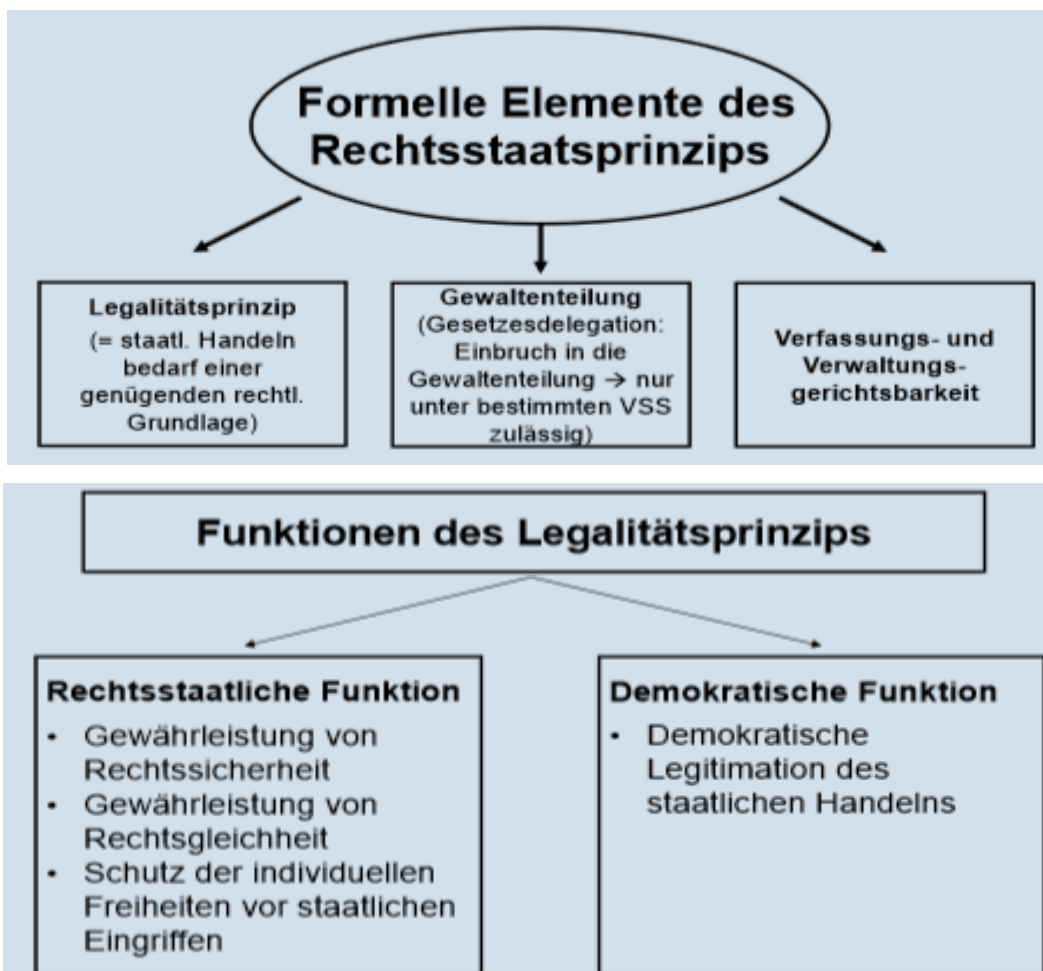 Formelle Elemente des
Rechtsstaatsprinzips
Legalitätsprinzip
(= staatl. Handeln
bedarf einer
genügenden rechtl.
Grundlage)
Gewaltenteilung
(Gesetzesdelegation:
Einbruch in die
Gewaltenteilung → nur
unter bestimmten VSS
zulässig)
Verfassungs- und
Verwaltungs-
gerichtsbarkeit
Funktionen des Legalitätsprinzips
Rechtsstaatliche Funktion
• Gewährleistung von
Rechtssicherheit
• Gewährleistung von
Rechtsgleichheit
• Schutz der individuellen
Freiheiten vor staatlichen
Eingriffen
Demokratische Funktion
• Demokratische
Legitimation des
staatlichen Handelns